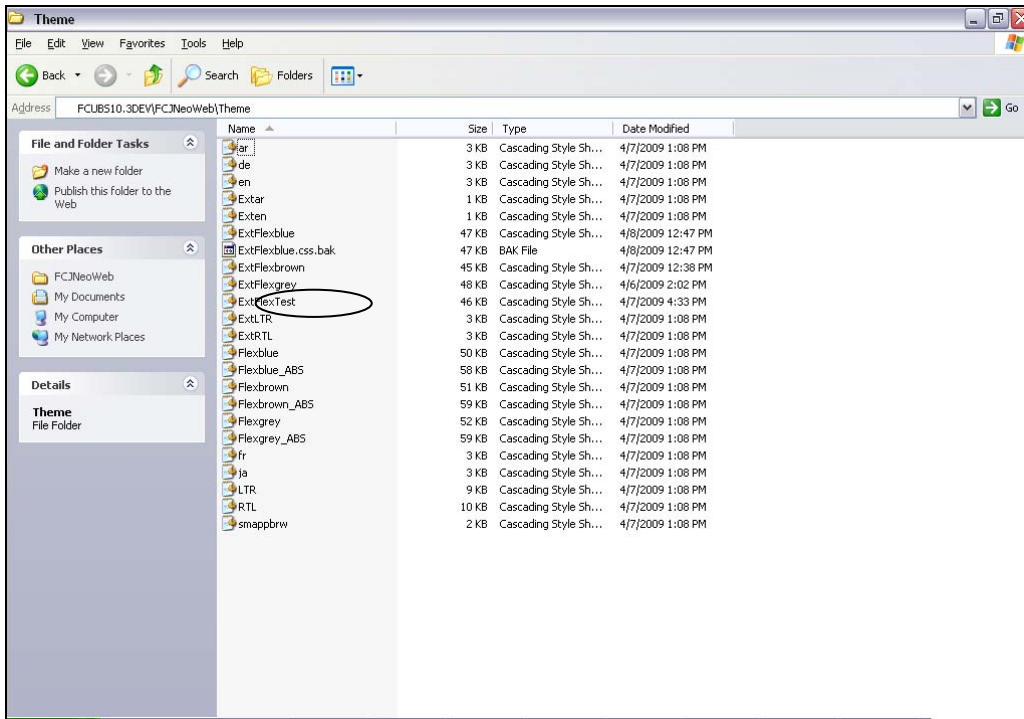 Theme
File Edit View Favorites Tools Help
Back Search Folders
Address FCUBS10.3DEV\FCJNeoWeb\Theme Go
File and Folder Tasks
Make a new folder
Publish this folder to the
Web
Other Places
FCJNeoWeb
My Documents
My Computer
My Network Places
Details
Theme
File Folder
Name Size Type Date Modified
ar 3 KB Cascading Style Sh... 4/7/2009 1:08 PM
de 3 KB Cascading Style Sh... 4/7/2009 1:08 PM
en 3 KB Cascading Style Sh... 4/7/2009 1:08 PM
Extar 1 KB Cascading Style Sh... 4/7/2009 1:08 PM
Exten 1 KB Cascading Style Sh... 4/7/2009 1:08 PM
ExtFlexblue 47 KB Cascading Style Sh... 4/8/2009 12:47 PM
ExtFlexblue.css.bak 47 KB BAK File 4/8/2009 12:47 PM
ExtFlexbrown 45 KB Cascading Style Sh... 4/7/2009 12:38 PM
ExtFlexgrey 48 KB Cascading Style Sh... 4/6/2009 2:02 PM
ExtFlexTest 46 KB Cascading Style Sh... 4/7/2009 4:33 PM
ExtLTR 3 KB Cascading Style Sh... 4/7/2009 1:08 PM
ExtRTL 3 KB Cascading Style Sh... 4/7/2009 1:08 PM
Flexblue 50 KB Cascading Style Sh... 4/7/2009 1:08 PM
Flexblue_ABS 58 KB Cascading Style Sh... 4/7/2009 1:08 PM
Flexbrown 51 KB Cascading Style Sh... 4/7/2009 1:08 PM
Flexbrown_ABS 59 KB Cascading Style Sh... 4/7/2009 1:08 PM
Flexgrey 52 KB Cascading Style Sh... 4/7/2009 1:08 PM
Flexgrey_ABS 59 KB Cascading Style Sh... 4/7/2009 1:08 PM
fr 3 KB Cascading Style Sh... 4/7/2009 1:08 PM
ja 3 KB Cascading Style Sh... 4/7/2009 1:08 PM
LTR 9 KB Cascading Style Sh... 4/7/2009 1:08 PM
RTL 10 KB Cascading Style Sh... 4/7/2009 1:08 PM
smappbrw 2 KB Cascading Style Sh... 4/7/2009 1:08 PM